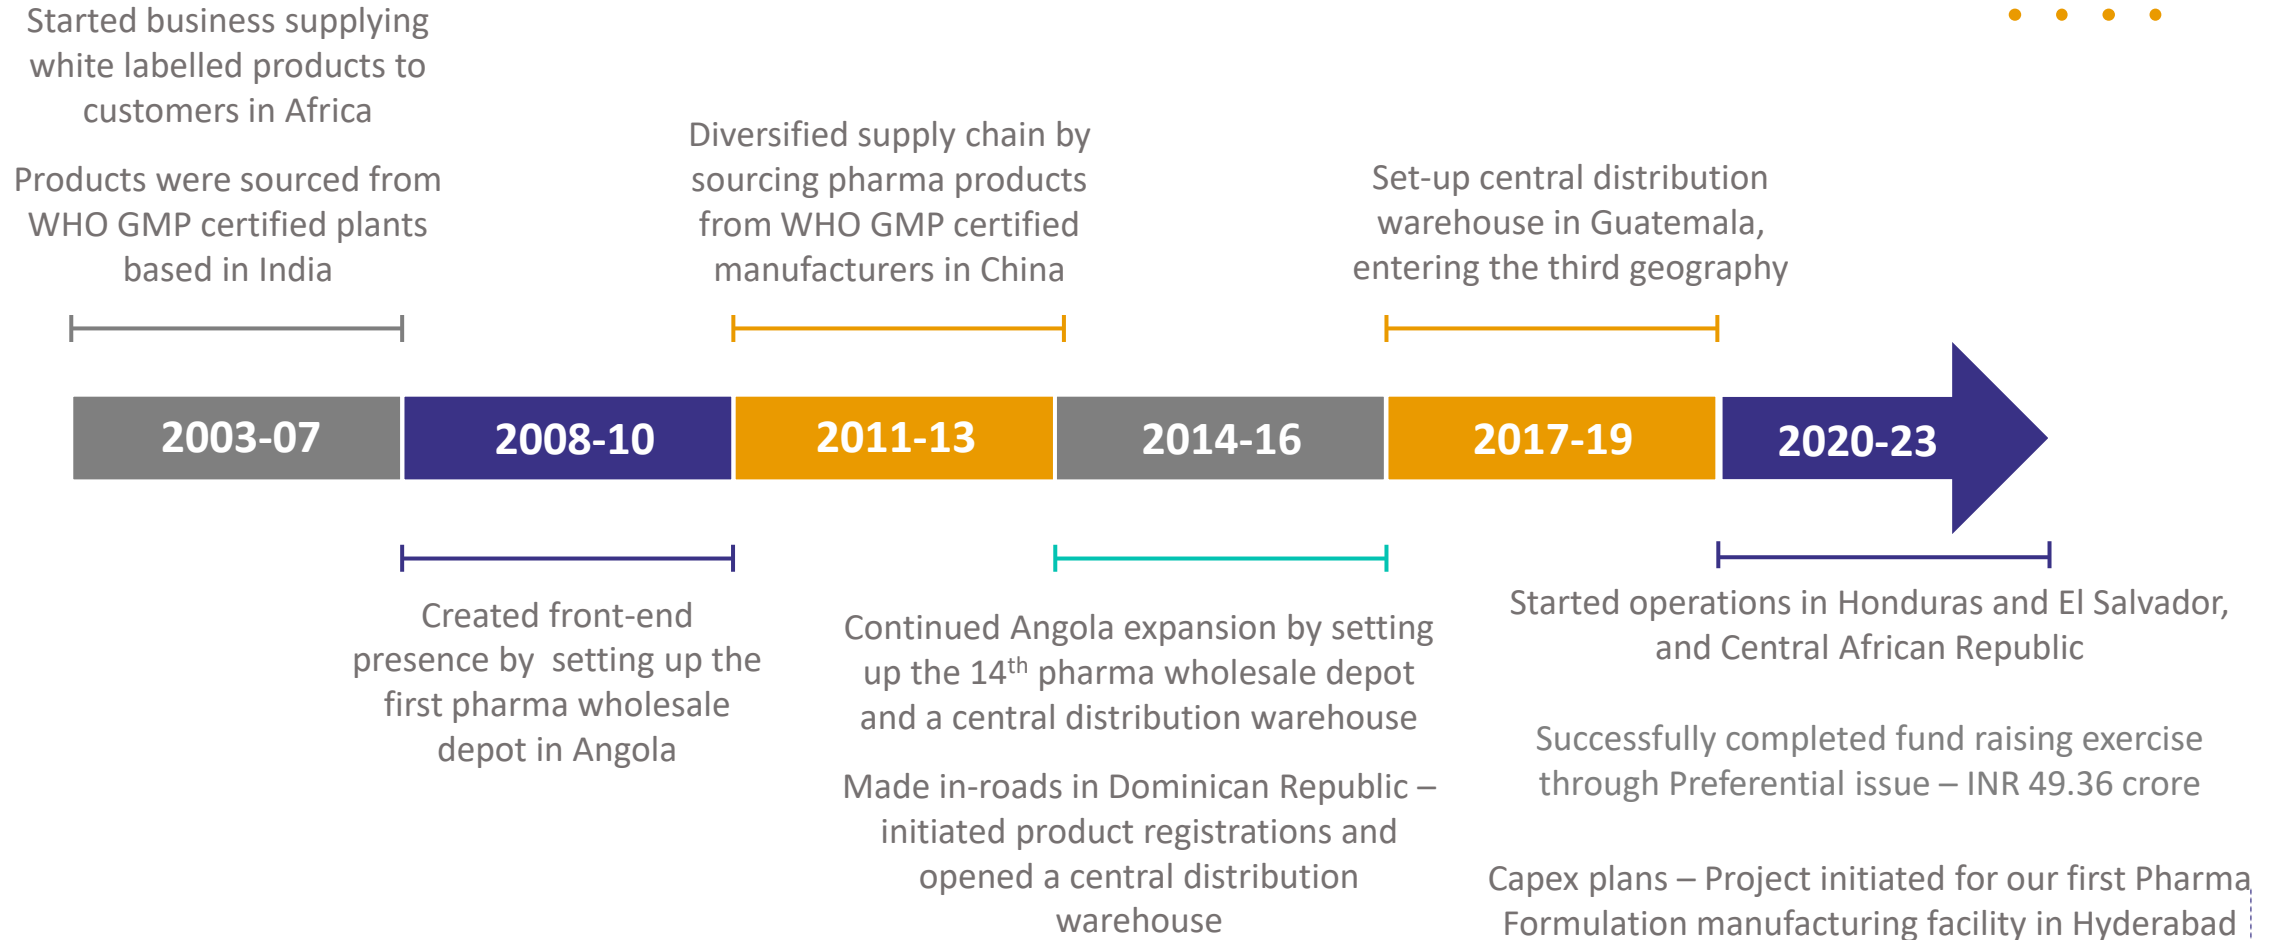 Started business supplying
white labelled products to
customers in Africa
Products were sourced from
WHO GMP certified plants
based in India
Diversified supply chain by
sourcing pharma products
from WHO GMP certified
manufacturers in China
Set-up central distribution
warehouse in Guatemala,
entering the third geography
2003-07
2008-10
2011-13
2014-16
2017-19
2020-23
Created front-end
presence by  setting up the
first pharma wholesale
depot in Angola
Continued Angola expansion by setting
up the 14th pharma wholesale depot
and a central distribution warehouse
Made in-roads in Dominican Republic –
initiated product registrations and
opened a central distribution
warehouse
Started operations in Honduras and El Salvador,
and Central African Republic
Successfully completed fund raising exercise
through Preferential issue – INR 49.36 crore
Capex plans – Project initiated for our first Pharma
Formulation manufacturing facility in Hyderabad